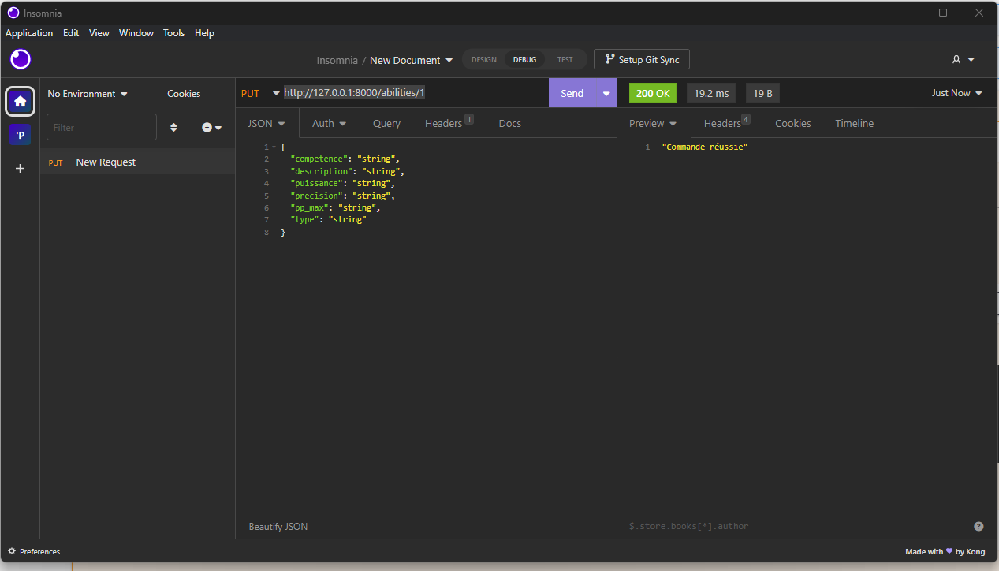 Insomnia
Application Edit View Window Tools Help
Insomnia / New Document DESIGN DEBUG TEST Setup Git Sync
No Environment Cookies
Filter
'P
PUT New Request
PUT http://127.0.0.1:8000/abilities/1 Send
JSON Auth Query Headers 1 Docs
1 {
2 "competence": "string",
3 "description": "string",
4 "puissance": "string",
5 "precision": "string",
6 "pp_max": "string",
7 "type": "string"
8 }
Beautify JSON
200 OK 19.2 ms 19 B Just Now
Preview Headers 4 Cookies Timeline
1 "Commande réussie"
$.store.books[*].author ?
Preferences Made with 💜 by Kong